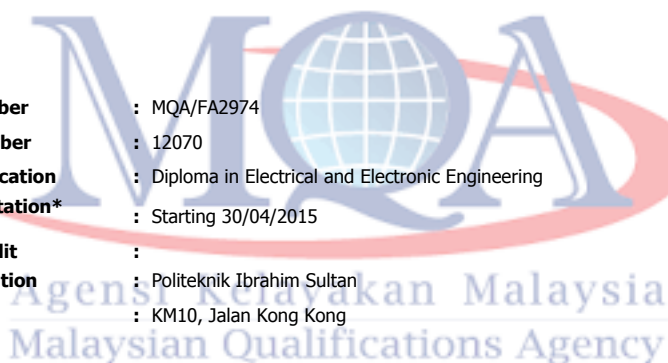 MQA
ber : MQA/FA2974
ber : 12070
cation : Diploma in Electrical and Electronic Engineering
tation* : Starting 30/04/2015
lit :
tion : Politeknik Ibrahim Sultan
Agensi Kelayakan Malaysia
: KM10, Jalan Kong Kong
Malaysian Qualifications Agency